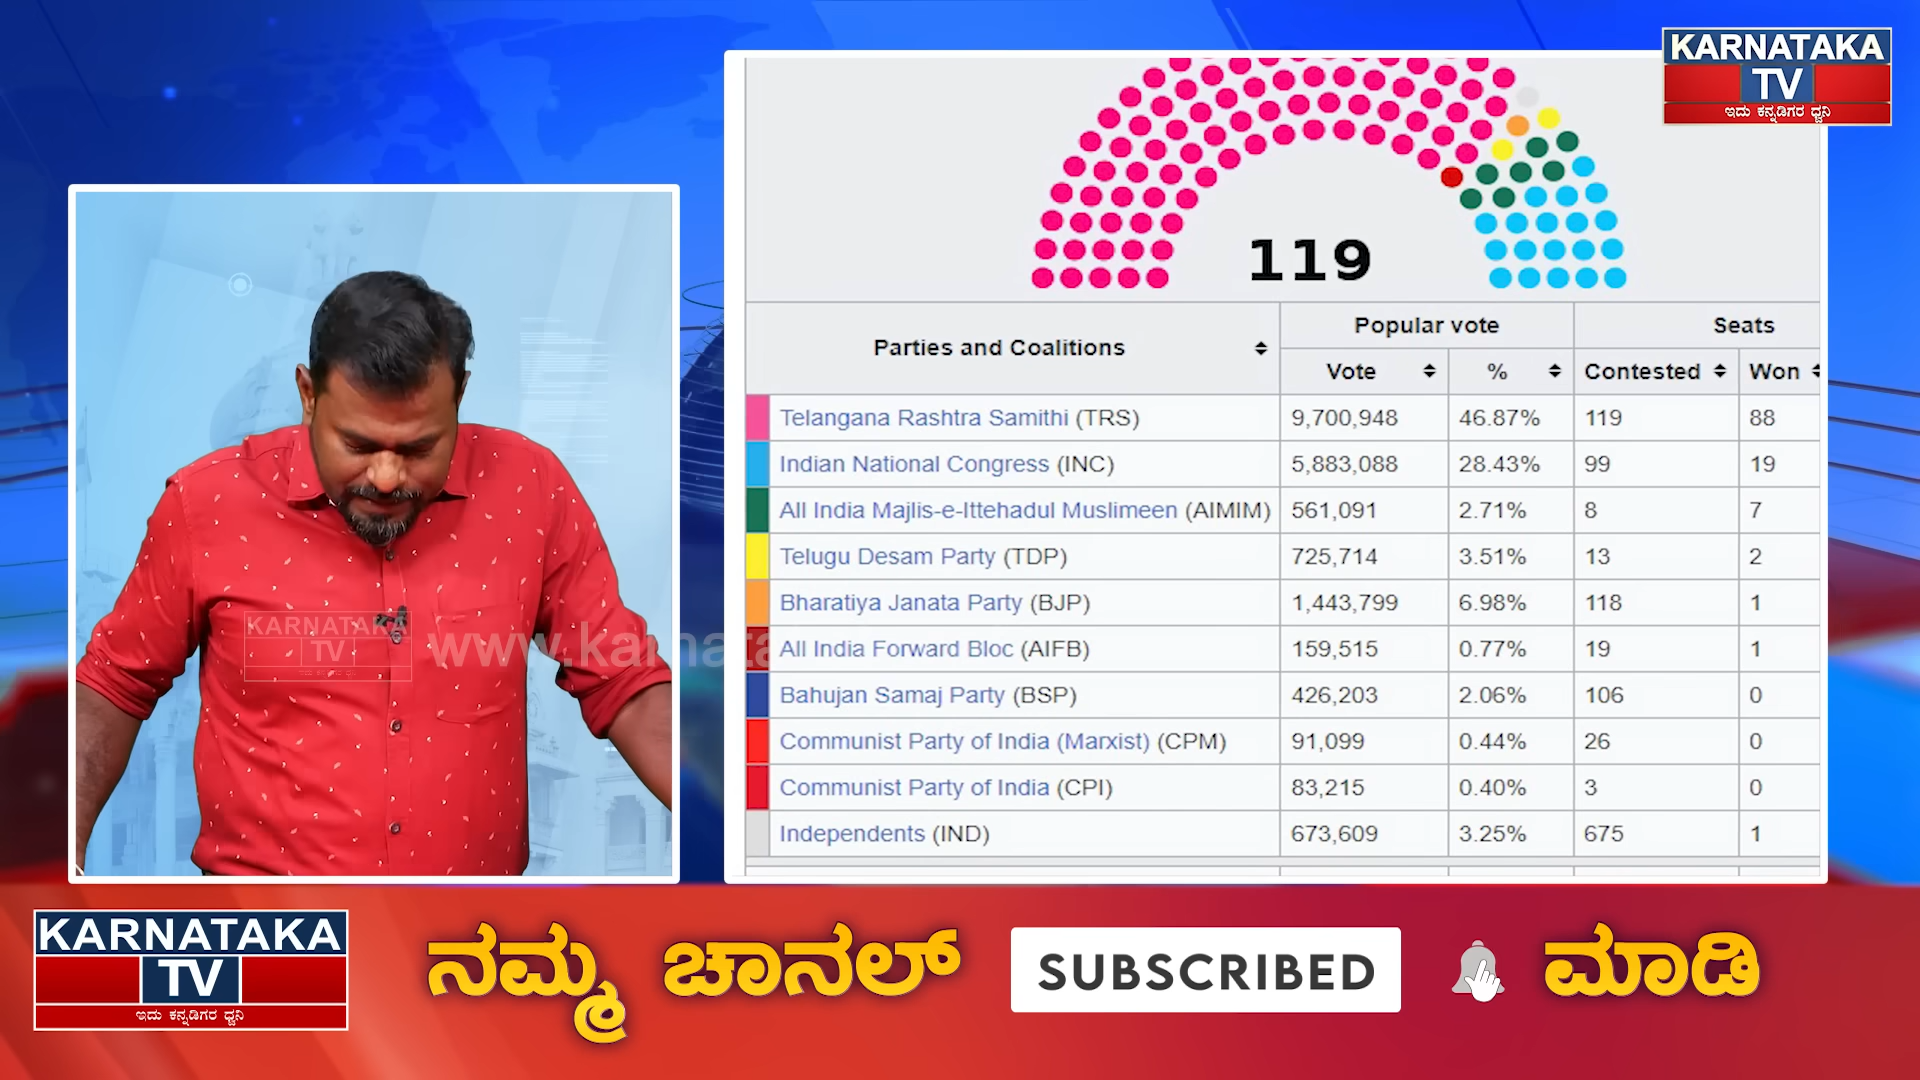 KARNATAKA
TV
ಇದು ಕನ್ನಡಿಗರ ಧ್ವನಿ
119
Parties and Coalitions
Popular vote
Seats
Vote
%
Contested
Won
Telangana Rashtra Samithi (TRS) 9,700,948 46.87% 119 88
Indian National Congress (INC) 5,883,088 28.43% 99 19
All India Majlis-e-Ittehadul Muslimeen (AIMIM) 561,091 2.71% 8 7
Telugu Desam Party (TDP) 725,714 3.51% 13 2
Bharatiya Janata Party (BJP) 1,443,799 6.98% 118 1
All India Forward Bloc (AIFB) 159,515 0.77% 19 1
Bahujan Samaj Party (BSP) 426,203 2.06% 106 0
Communist Party of India (Marxist) (CPM) 91,099 0.44% 26 0
Communist Party of India (CPI) 83,215 0.40% 3 0
Independents (IND) 673,609 3.25% 675 1
KARNATAKA
TV
KARNATAKA
TV
ಇದು ಕನ್ನಡಿಗರ ಧ್ವನಿ
ನಮ್ಮ ಚಾನಲ್ SUBSCRIBED ಮಾಡಿ